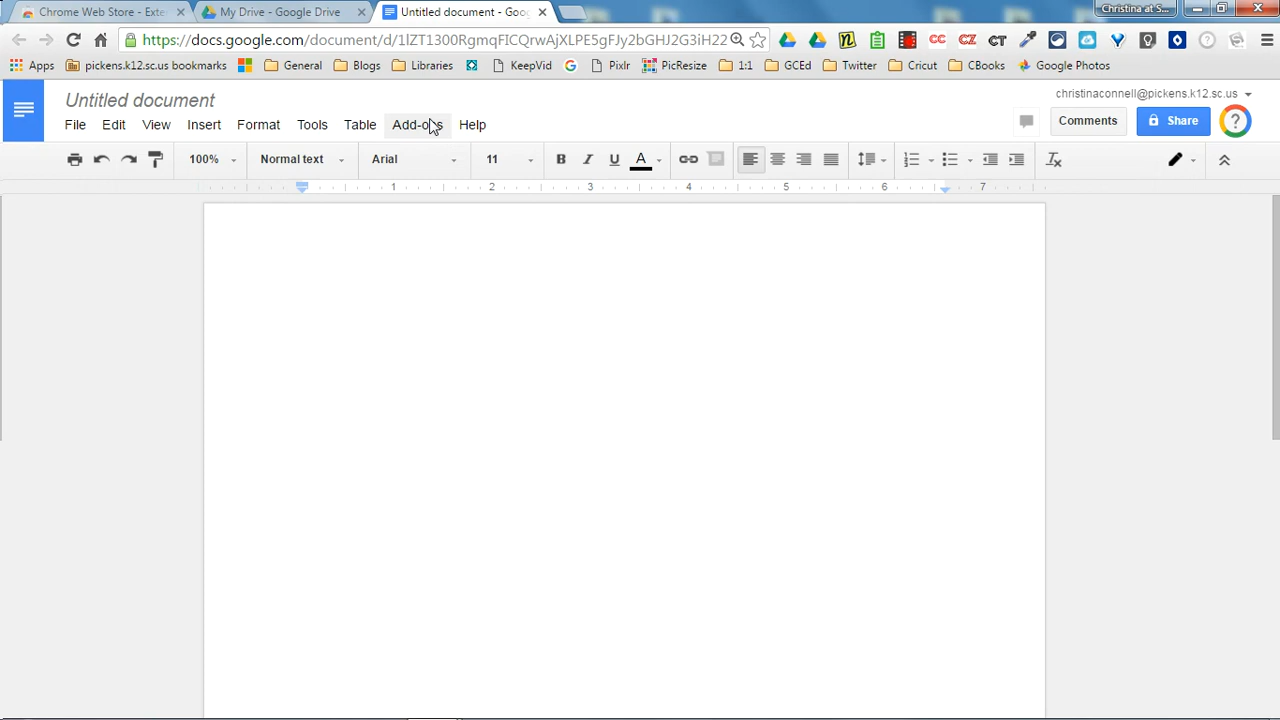 Chrome Web Store - Exte
My Drive - Google Drive
Untitled document - Goo
Christina at S...
https://docs.google.com/document/d/
Apps
pickens.k12.sc.us bookmarks
General
Blogs
Libraries
KeepVid
Pixlr
PicResize
1:1
GCEd
Twitter
Cricut
CBooks
Google Photos
Untitled document
christinaconnell@pickens.k12.sc.us
File Edit View Insert Format Tools Table Add-ons Help
Comments
Share
100%
Normal text
Arial
11
B I U A
1 2 3 4 5 6 7